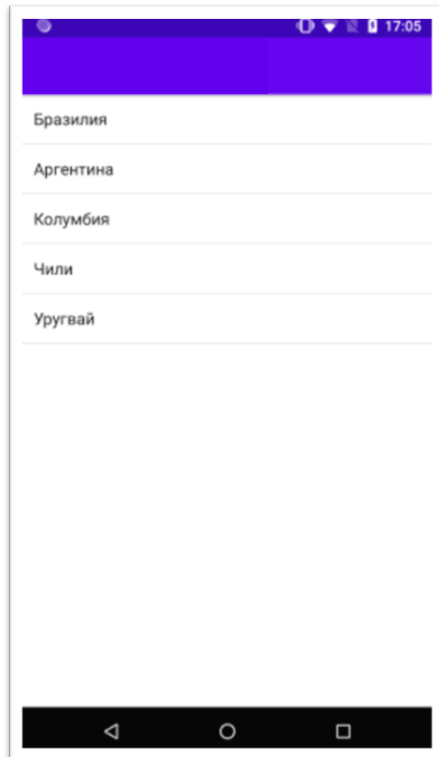 17:05
Бразилия
Аргентина
Колумбия
Чили
Уругвай